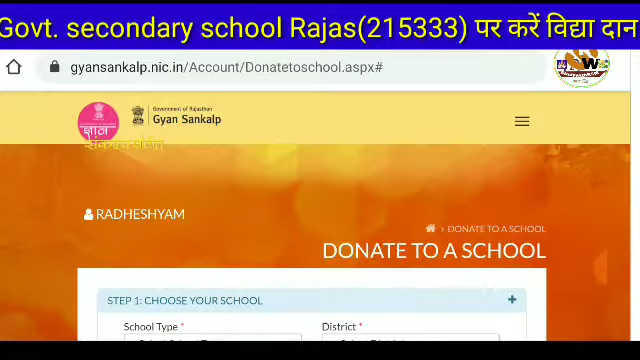 Govt. secondary school Rajas(215333) पर करें विद्या दान
gyansankalp.nic.in/Account/Donatetoschool.aspx#
Government of Rajasthan
Gyan Sankalp
ज्ञान
RADHESHYAM
> DONATE TO A SCHOOL
DONATE TO A SCHOOL
STEP 1: CHOOSE YOUR SCHOOL +
School Type * District *